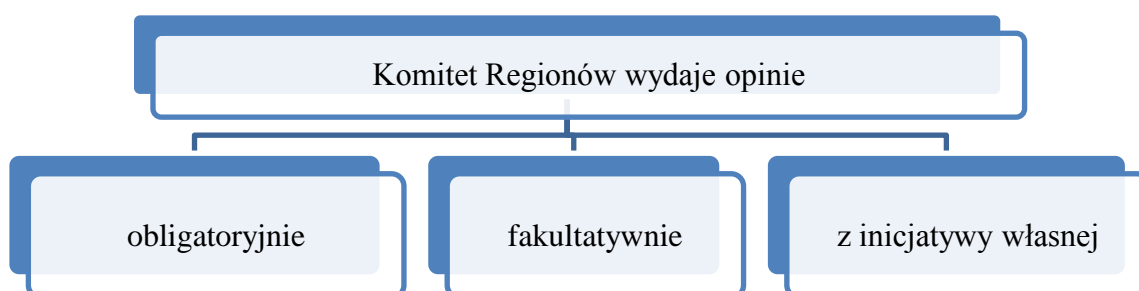 Komitet Regionów wydaje opinie
obligatoryjnie
fakultatywnie
z inicjatywy własnej